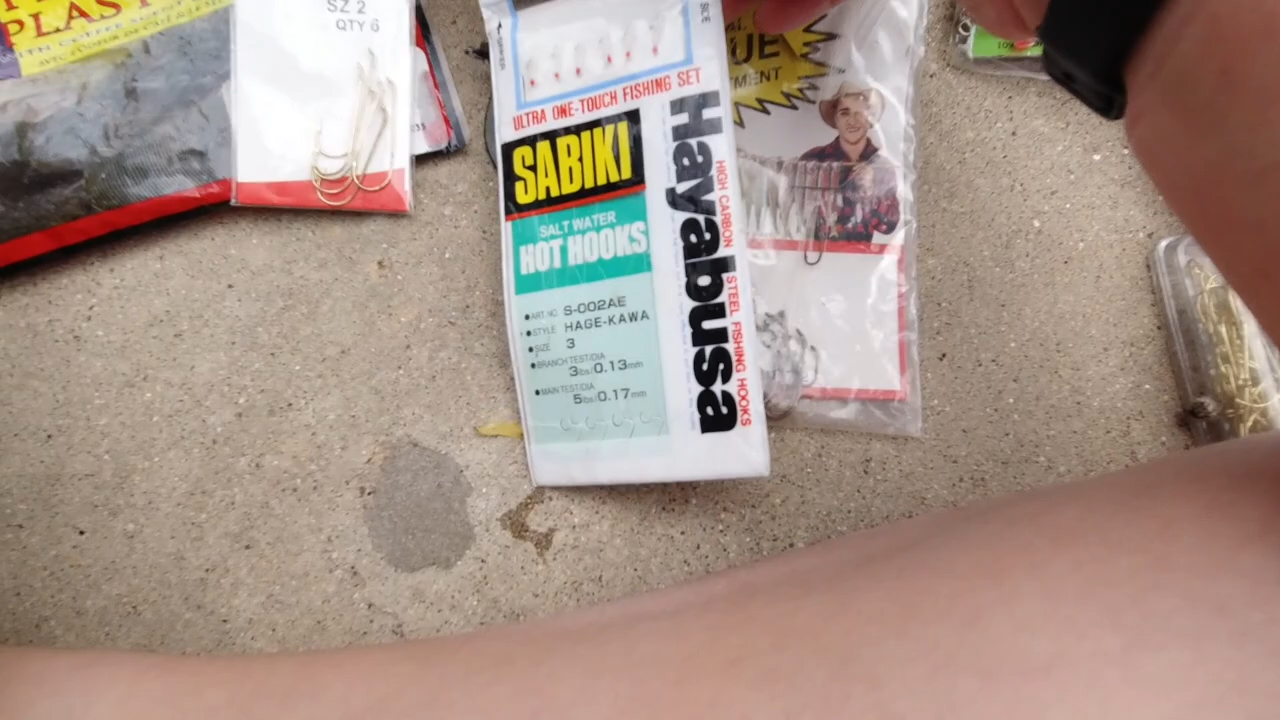 PLAST
AVEC
SZ 2
QTY 6
ULTRA ONE-TOUCH FISHING SET
SABIKI
SALT WATER
HOT HOOKS
●ART. NO. S-002AE
●STYLE HAGE-KAWA
●SIZE 3
●BRANCH TEST/DIA
3lbs/0.13mm
●MAIN TEST/DIA
5lbs/0.17mm
Hayabusa
HIGH CARBON STEEL FISHING HOOKS
UE
MENT